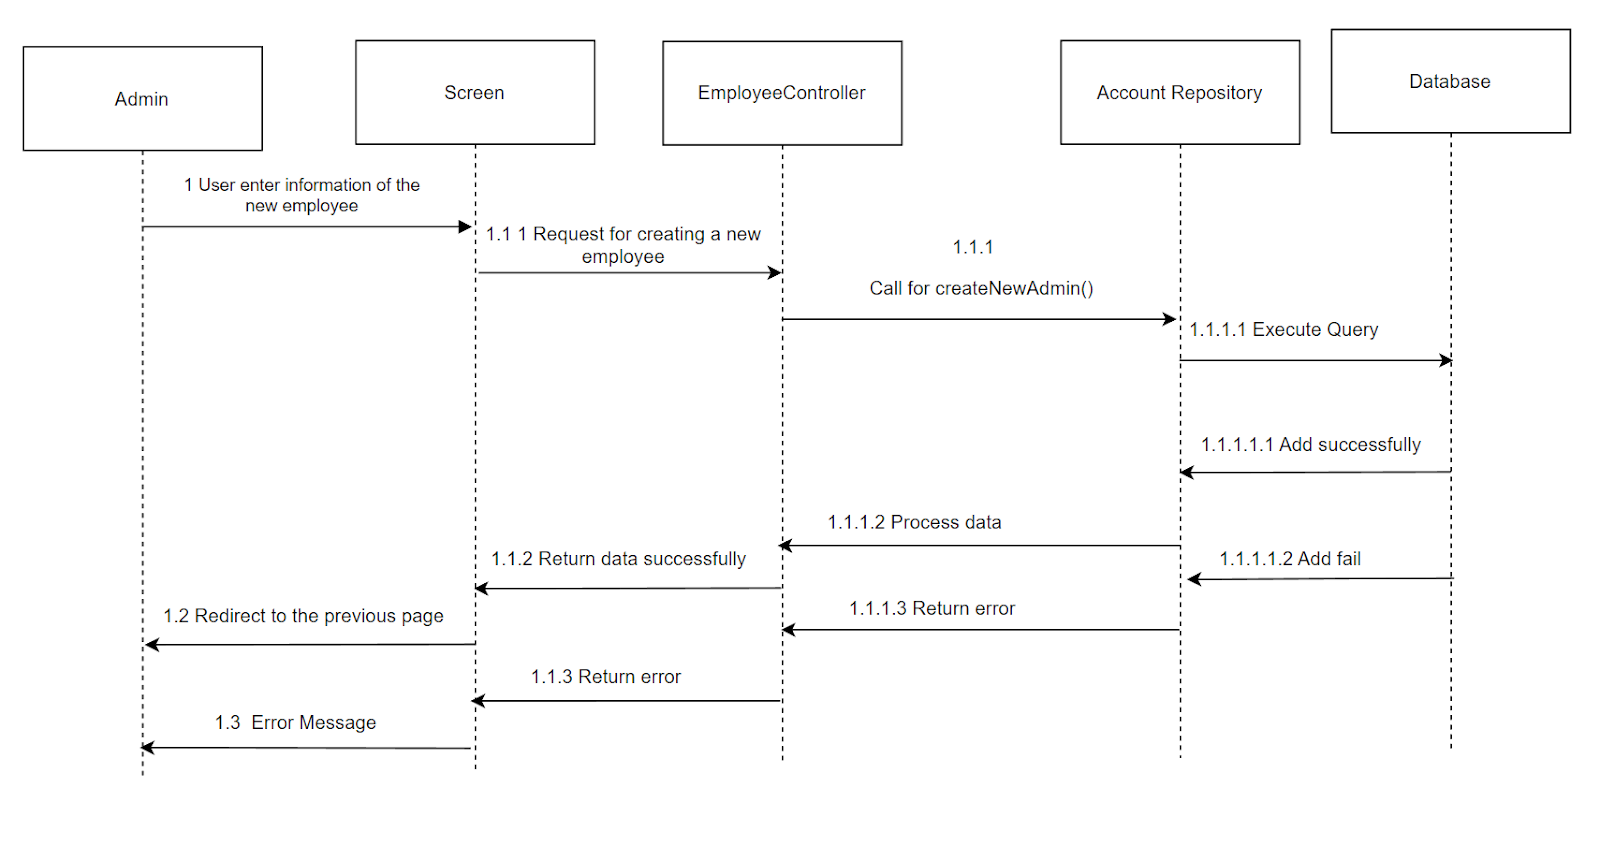 Admin
Screen
EmployeeController
Account Repository
Database
1 User enter information of the
new employee
1.1 1 Request for creating a new
employee
1.1.1
Call for createNewAdmin()
1.1.1.1 Execute Query
1.1.1.1.1 Add successfully
1.1.1.2 Process data
1.1.2 Return data successfully
1.1.1.1.2 Add fail
1.2 Redirect to the previous page
1.1.1.3 Return error
1.1.3 Return error
1.3  Error Message